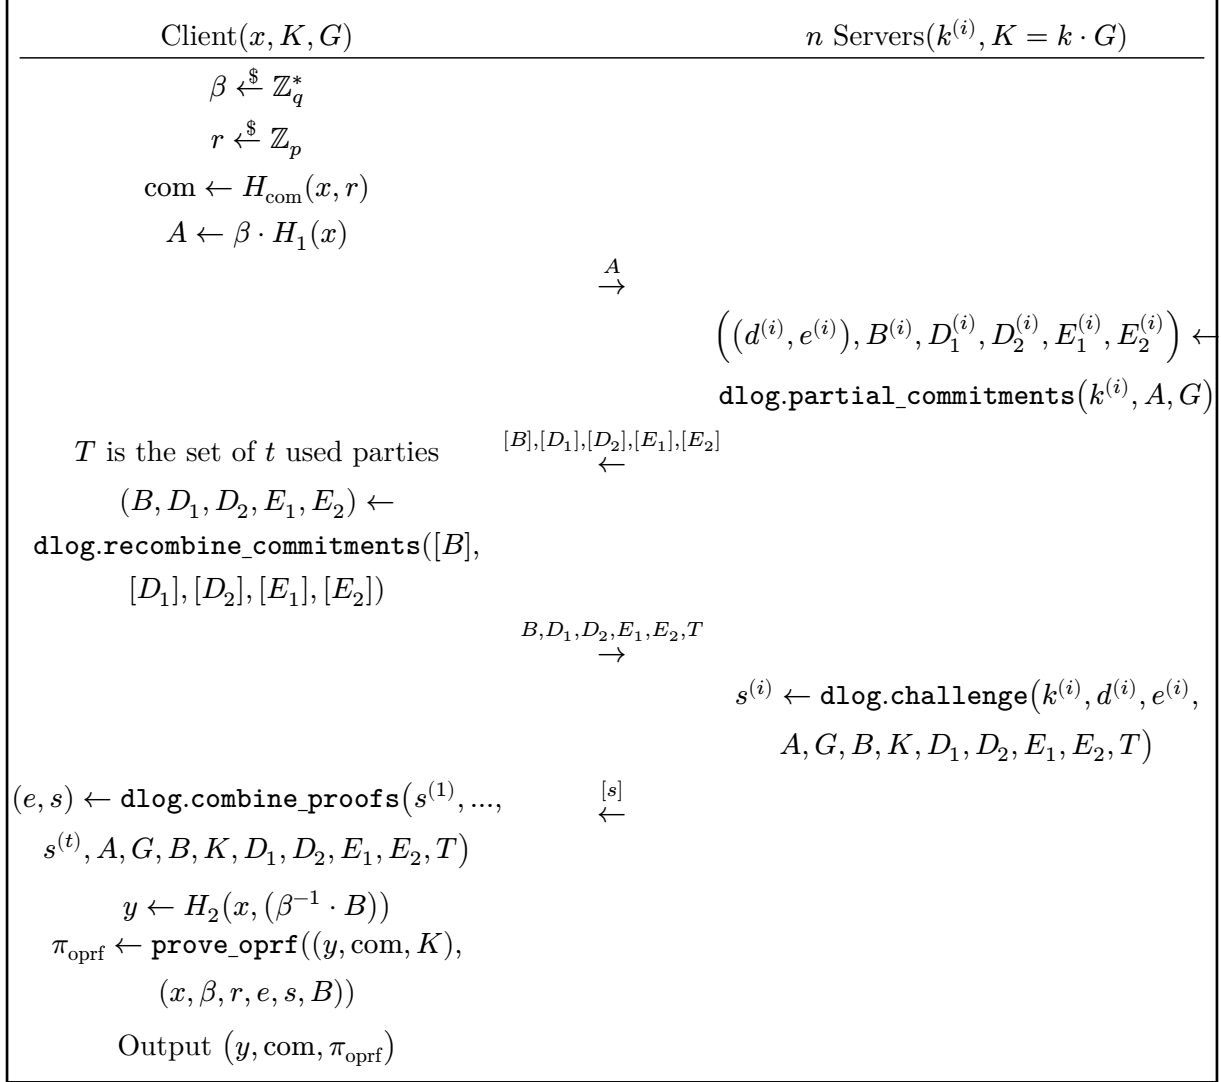 Client(x, K, G)    n Servers(k^{(i)}, K = k · G)
β ←$ ℤ_q^*
r ←$ ℤ_p
com ← H_com(x, r)
A ← β · H_1(x)
A
→
((d^{(i)}, e^{(i)}), B^{(i)}, D_1^{(i)}, D_2^{(i)}, E_1^{(i)}, E_2^{(i)}) ←
dlog.partial_commitments(k^{(i)}, A, G)
T is the set of t used parties    [B],[D_1],[D_2],[E_1],[E_2]
←
(B, D_1, D_2, E_1, E_2) ←
dlog.recombine_commitments([B],
[D_1], [D_2], [E_1], [E_2])
B,D_1,D_2,E_1,E_2,T
→
s^{(i)} ← dlog.challenge(k^{(i)}, d^{(i)}, e^{(i)},
A, G, B, K, D_1, D_2, E_1, E_2, T)
(e, s) ← dlog.combine_proofs(s^{(1)}, ...,    [s]
←
s^{(t)}, A, G, B, K, D_1, D_2, E_1, E_2, T)
y ← H_2(x, (β^{-1} · B))
π_oprf ← prove_oprf((y, com, K),
(x, β, r, e, s, B))
Output (y, com, π_oprf)